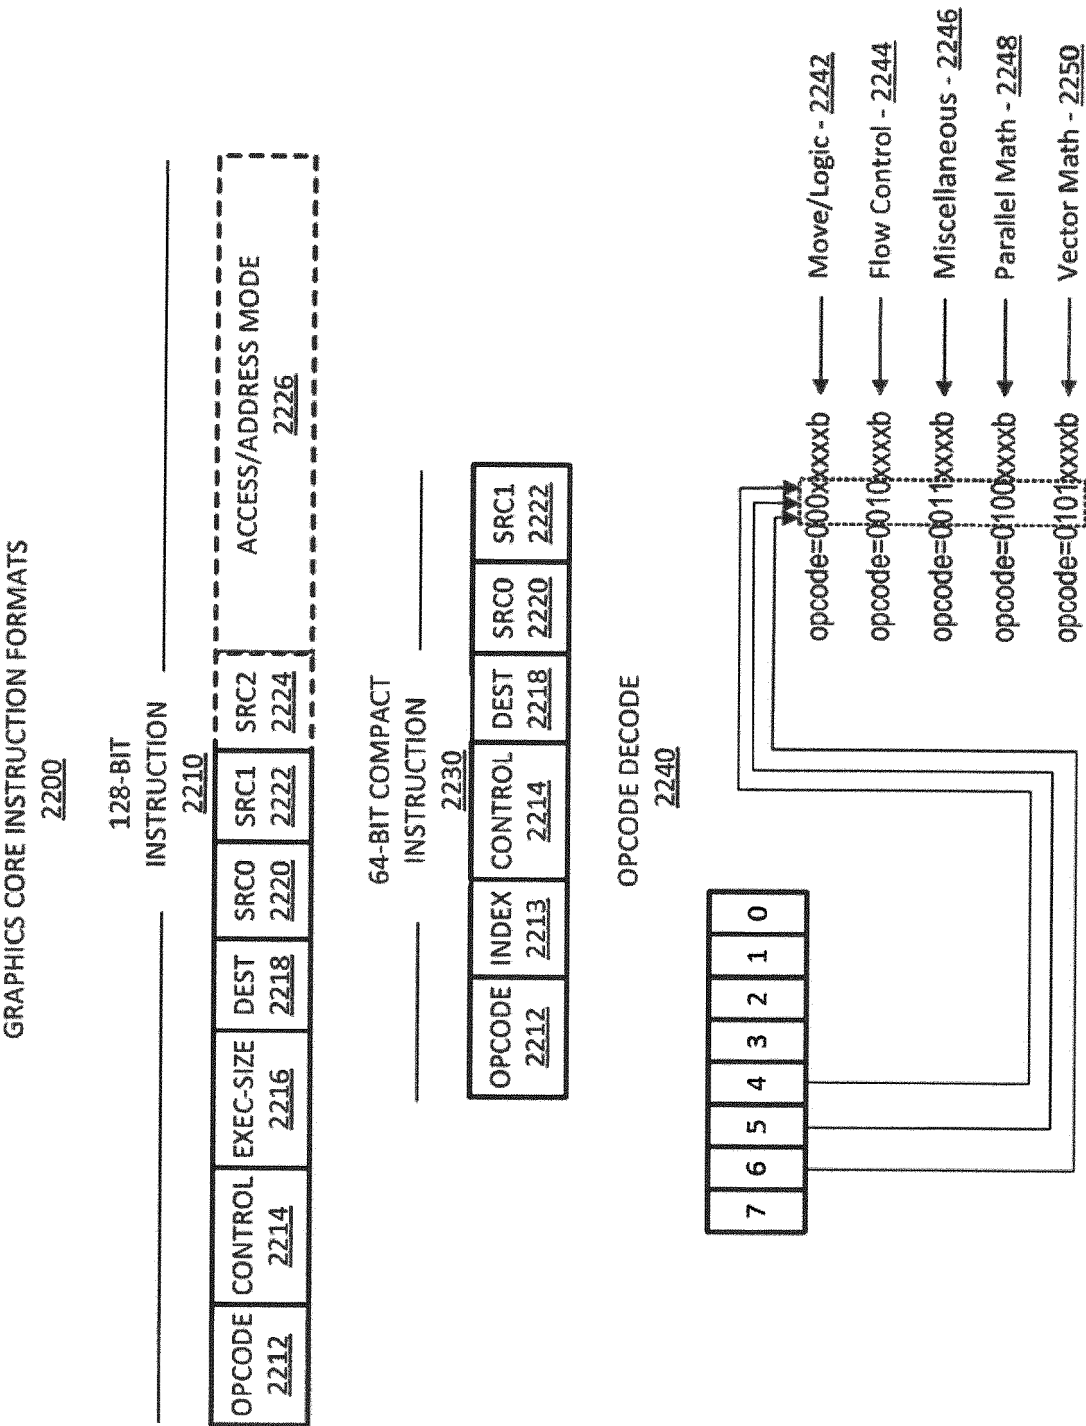 GRAPHICS CORE INSTRUCTION FORMATS
2200
128-BIT
INSTRUCTION
2210
OPCODE CONTROL EXEC-SIZE DEST SRC0 SRC1 SRC2 ACCESS/ADDRESS MODE
2212 2214 2216 2218 2220 2222 2224 2226
64-BIT COMPACT
INSTRUCTION
2230
OPCODE INDEX CONTROL DEST SRC0 SRC1
2212 2213 2214 2218 2220 2222
OPCODE DECODE
2240
7 6 5 4 3 2 1 0
opcode=000xxxxxb Move/Logic - 2242
opcode=0010xxxxb Flow Control - 2244
opcode=0011xxxxb Miscellaneous - 2246
opcode=0100xxxxb Parallel Math - 2248
opcode=0101xxxxb Vector Math - 2250